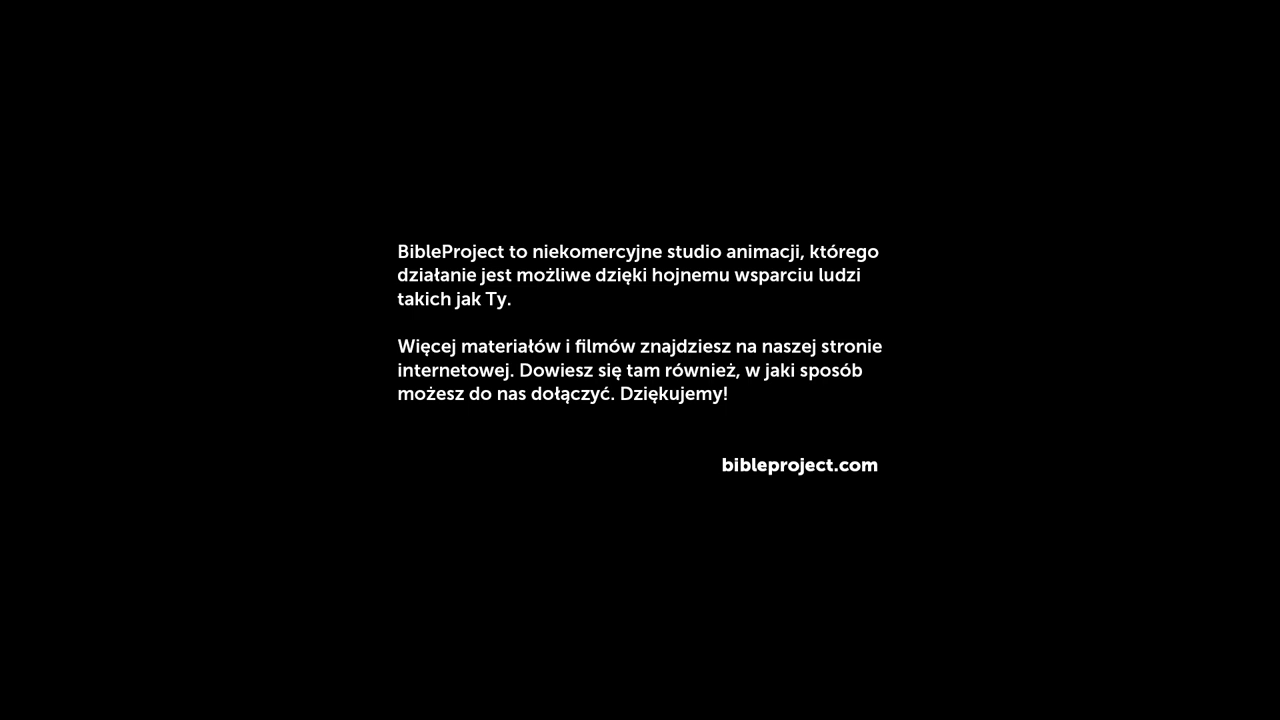 BibleProject to niekomercyjne studio animacji, którego
działanie jest możliwe dzięki hojnemu wsparciu ludzi
takich jak Ty.
Więcej materiałów i filmów znajdziesz na naszej stronie
internetowej. Dowiesz się tam również, w jaki sposób
możesz do nas dołączyć. Dziękujemy!
bibleproject.com